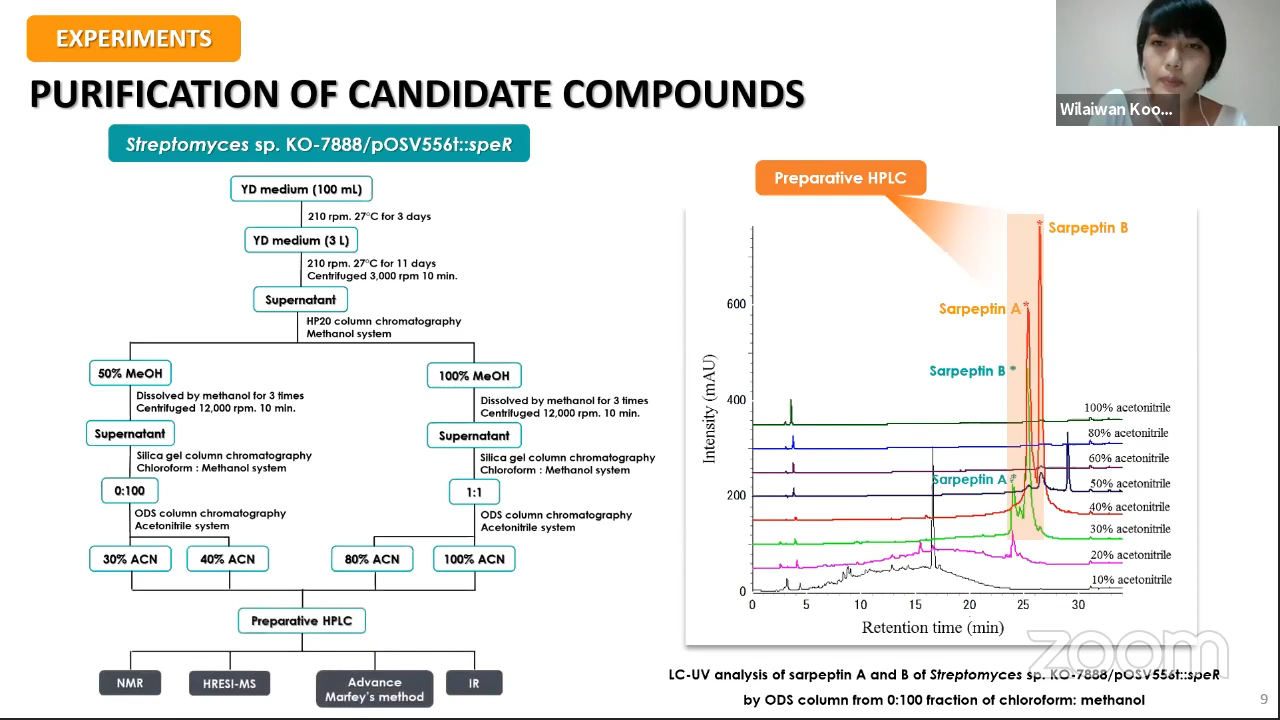 EXPERIMENTS
PURIFICATION OF CANDIDATE COMPOUNDS
Wilaiwan Koo...
Streptomyces sp. KO-7888/pOSV556t::speR
YD medium (100 mL)
210 rpm. 27°C for 3 days
YD medium (3 L)
210 rpm. 27°C for 11 days
Centrifuged 3,000 rpm 10 min.
Supernatant
HP20 column chromatography
Methanol system
50% MeOH
Dissolved by methanol for 3 times
Centrifuged 12,000 rpm. 10 min.
Supernatant
Silica gel column chromatography
Chloroform : Methanol system
0:100
ODS column chromatography
Acetonitrile system
30% ACN
40% ACN
100% MeOH
Dissolved by methanol for 3 times
Centrifuged 12,000 rpm. 10 min.
Supernatant
Silica gel column chromatography
Chloroform : Methanol system
1:1
ODS column chromatography
Acetonitrile system
80% ACN
100% ACN
Preparative HPLC
NMR
HRESI-MS
Advance
Marfey's method
IR
Preparative HPLC
* Sarpeptin B
Sarpeptin A *
Sarpeptin B *
Sarpeptin A *
600
400
200
0
Intensity (mAU)
100% acetonitrile
80% acetonitrile
60% acetonitrile
50% acetonitrile
40% acetonitrile
30% acetonitrile
20% acetonitrile
10% acetonitrile
0 5 10 15 20 25 30
Retention time (min)
zoom
LC-UV analysis of sarpeptin A and B of Streptomyces sp. KO-7888/pOSV556t::speR
by ODS column from 0:100 fraction of chloroform: methanol
9